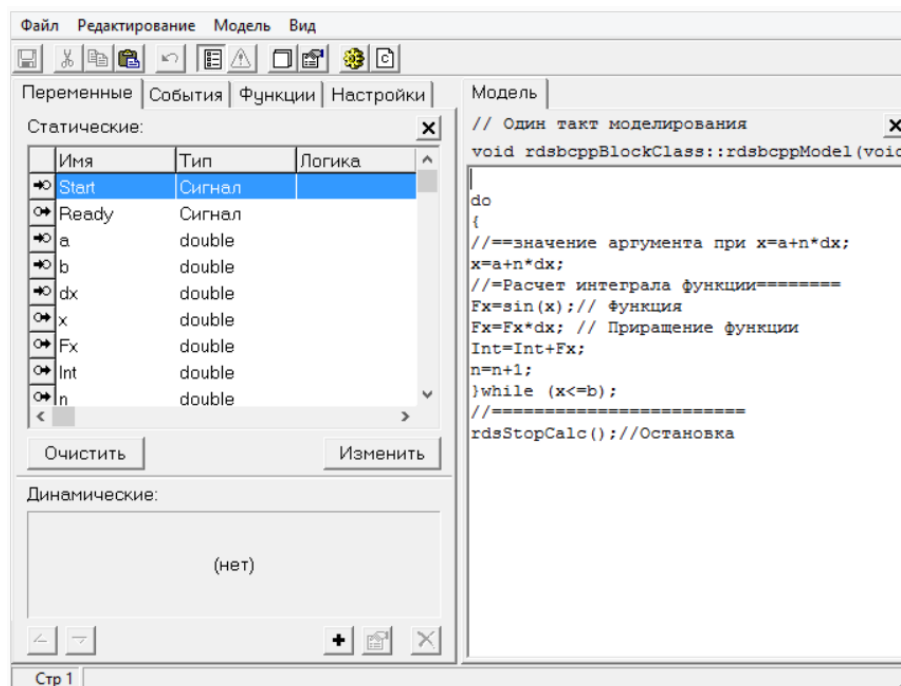 Файл Редактирование Модель Вид
Переменные События Функции Настройки
Статические:
Имя Тип Логика
Start Сигнал
Ready Сигнал
a double
b double
dx double
x double
Fx double
Int double
n double
Очистить Изменить
Динамические:
(нет)
Стр 1
Модель
// Один такт моделирования
void rdsbcppBlockClass::rdsbcppModel(void
do
{
//==значение аргумента при x=a+n*dx;
x=a+n*dx;
//=Расчет интеграла функции========
Fx=sin(x);// Функция
Fx=Fx*dx; // Приращение функции
Int=Int+Fx;
n=n+1;
}while (x<=b);
//========================
rdsStopCalc();//Остановка